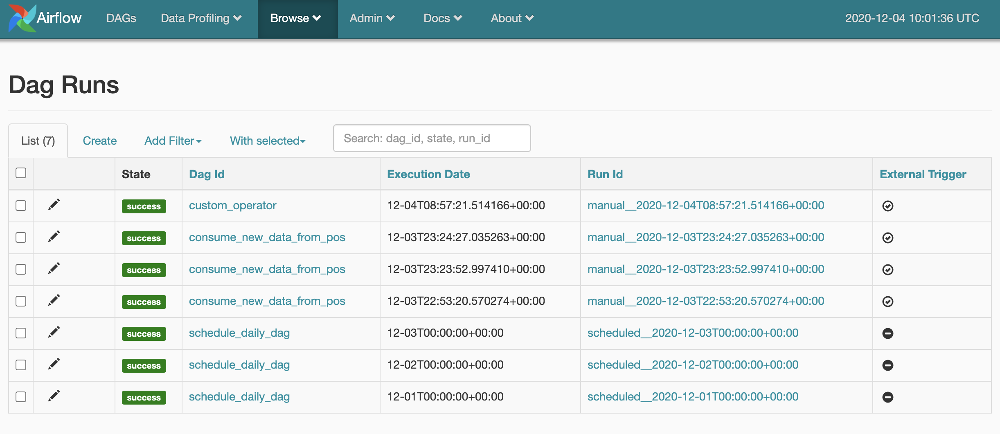 Airflow DAGs Data Profiling Browse Admin Docs About 2020-12-04 10:01:36 UTC
Dag Runs
List (7) Create Add Filter With selected Search: dag_id, state, run_id
State Dag Id Execution Date Run Id External Trigger
success custom_operator 12-04T08:57:21.514166+00:00 manual__2020-12-04T08:57:21.514166+00:00
success consume_new_data_from_pos 12-03T23:24:27.035263+00:00 manual__2020-12-03T23:24:27.035263+00:00
success consume_new_data_from_pos 12-03T23:23:52.997410+00:00 manual__2020-12-03T23:23:52.997410+00:00
success consume_new_data_from_pos 12-03T22:53:20.570274+00:00 manual__2020-12-03T22:53:20.570274+00:00
success schedule_daily_dag 12-03T00:00:00+00:00 scheduled__2020-12-03T00:00:00+00:00
success schedule_daily_dag 12-02T00:00:00+00:00 scheduled__2020-12-02T00:00:00+00:00
success schedule_daily_dag 12-01T00:00:00+00:00 scheduled__2020-12-01T00:00:00+00:00